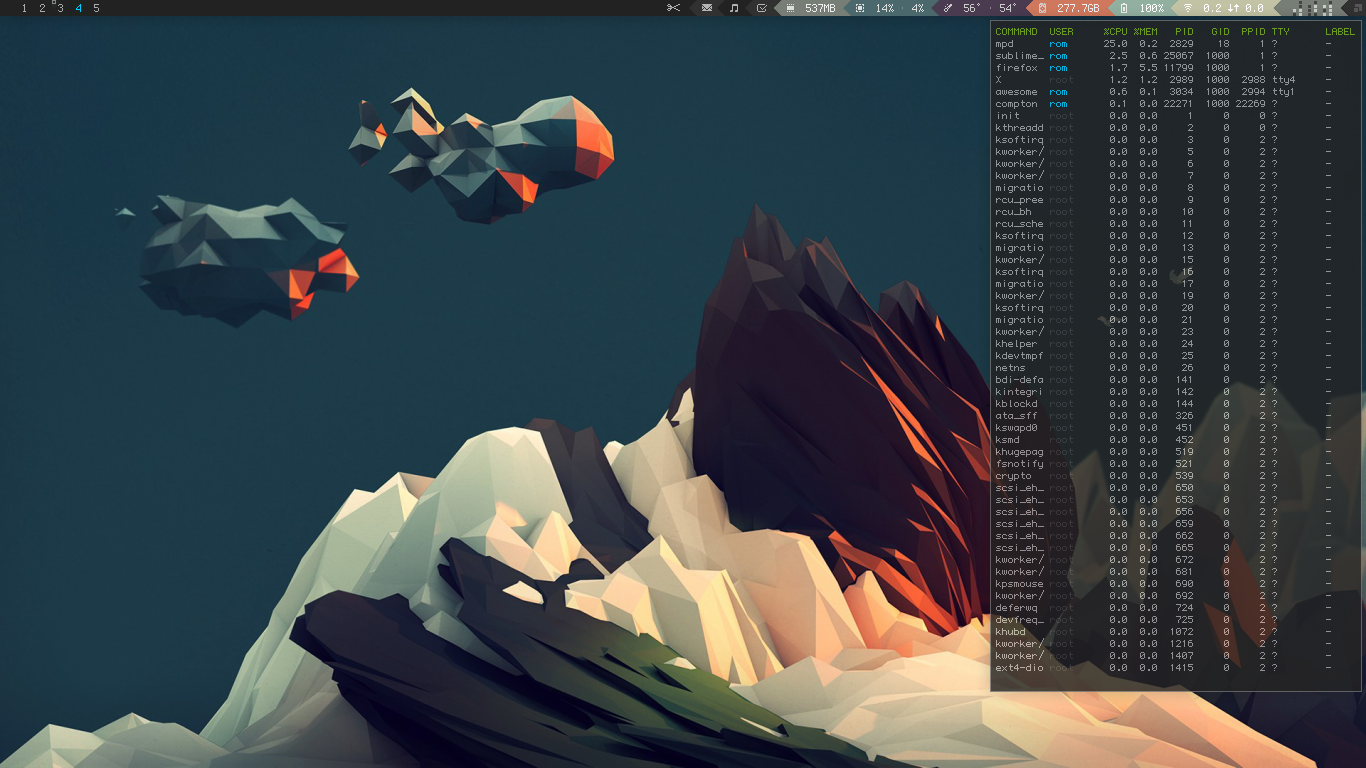 1 2 3 4 5 537MB 14% · 4% 56° · 54° 277.7GB 100% 0.2 ↓↑ 0.0
COMMAND USER %CPU %MEM PID GID PPID TTY LABEL
mpd rom 25.0 0.2 2829 18 1 ? –
sublime_ rom 2.5 0.6 25067 1000 1 ? –
firefox rom 1.7 5.5 11799 1000 1 ? –
X root 1.2 1.2 2989 1000 2988 tty4 –
awesome rom 0.6 0.1 3034 1000 2994 tty1 –
compton rom 0.1 0.0 22271 1000 22269 ? –
init root 0.0 0.0 1 0 0 ? –
kthreadd root 0.0 0.0 2 0 0 ? –
ksoftirq root 0.0 0.0 3 0 2 ? –
kworker/ root 0.0 0.0 5 0 2 ? –
kworker/ root 0.0 0.0 6 0 2 ? –
kworker/ root 0.0 0.0 7 0 2 ? –
migratio root 0.0 0.0 8 0 2 ? –
rcu_pree root 0.0 0.0 9 0 2 ? –
rcu_bh root 0.0 0.0 10 0 2 ? –
rcu_sche root 0.0 0.0 11 0 2 ? –
ksoftirq root 0.0 0.0 12 0 2 ? –
migratio root 0.0 0.0 13 0 2 ? –
kworker/ root 0.0 0.0 15 0 2 ? –
ksoftirq root 0.0 0.0 16 0 2 ? –
migratio root 0.0 0.0 17 0 2 ? –
kworker/ root 0.0 0.0 19 0 2 ? –
ksoftirq root 0.0 0.0 20 0 2 ? –
migratio root 0.0 0.0 21 0 2 ? –
kworker/ root 0.0 0.0 23 0 2 ? –
khelper root 0.0 0.0 24 0 2 ? –
kdevtmpf root 0.0 0.0 25 0 2 ? –
netns root 0.0 0.0 26 0 2 ? –
bdi-defa root 0.0 0.0 141 0 2 ? –
kintegri root 0.0 0.0 142 0 2 ? –
kblockd root 0.0 0.0 144 0 2 ? –
ata_sff root 0.0 0.0 326 0 2 ? –
kswapd0 root 0.0 0.0 451 0 2 ? –
ksmd root 0.0 0.0 452 0 2 ? –
khugepag root 0.0 0.0 519 0 2 ? –
fsnotify root 0.0 0.0 521 0 2 ? –
crypto root 0.0 0.0 539 0 2 ? –
scsi_eh_ root 0.0 0.0 650 0 2 ? –
scsi_eh_ root 0.0 0.0 653 0 2 ? –
scsi_eh_ root 0.0 0.0 656 0 2 ? –
scsi_eh_ root 0.0 0.0 659 0 2 ? –
scsi_eh_ root 0.0 0.0 662 0 2 ? –
scsi_eh_ root 0.0 0.0 665 0 2 ? –
kworker/ root 0.0 0.0 672 0 2 ? –
kworker/ root 0.0 0.0 681 0 2 ? –
kpsmouse root 0.0 0.0 690 0 2 ? –
kworker/ root 0.0 0.0 692 0 2 ? –
deferwq root 0.0 0.0 724 0 2 ? –
devfreq_ root 0.0 0.0 725 0 2 ? –
khubd root 0.0 0.0 1072 0 2 ? –
kworker/ root 0.0 0.0 1216 0 2 ? –
kworker/ root 0.0 0.0 1407 0 2 ? –
ext4-dio root 0.0 0.0 1415 0 2 ? –